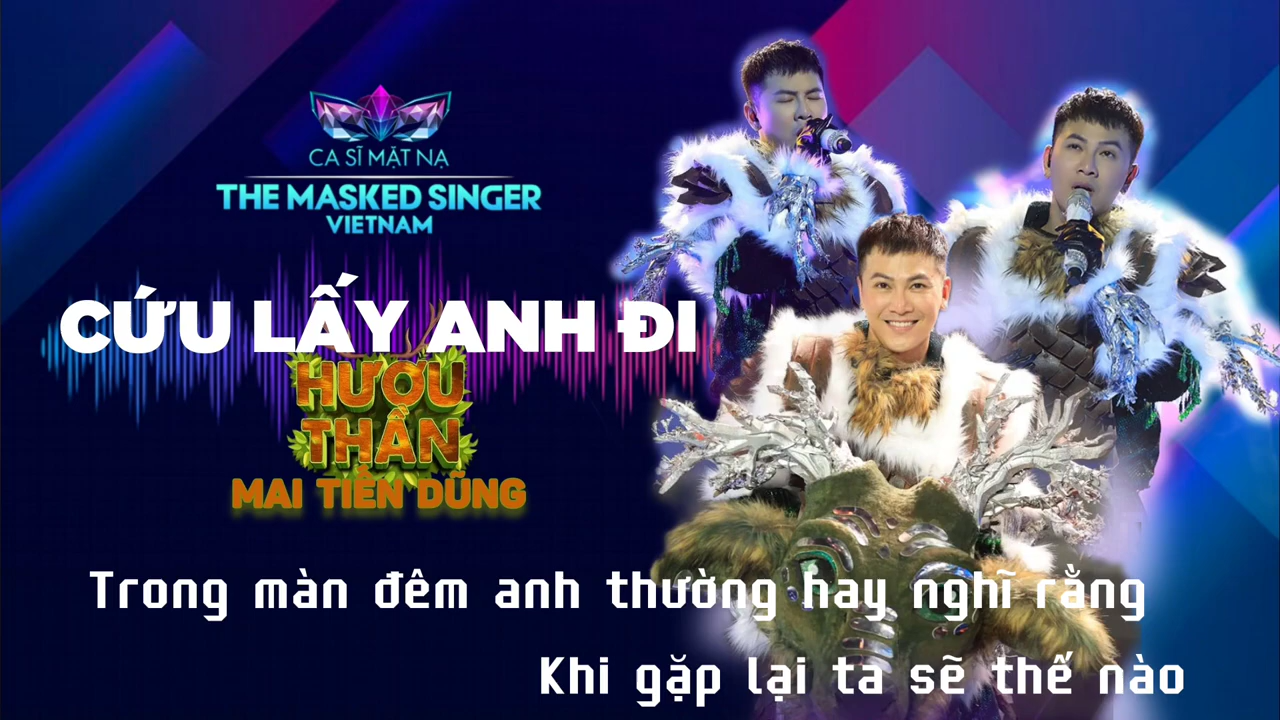 CA SĨ MẶT NẠ
THE MASKED SINGER
VIETNAM
CỨU LẤY ANH ĐI
HƯƠU
THẦN
MAI TIẾN DŨNG
Trong màn đêm anh thường hay nghĩ rằng
Khi gặp lại ta sẽ thế nào